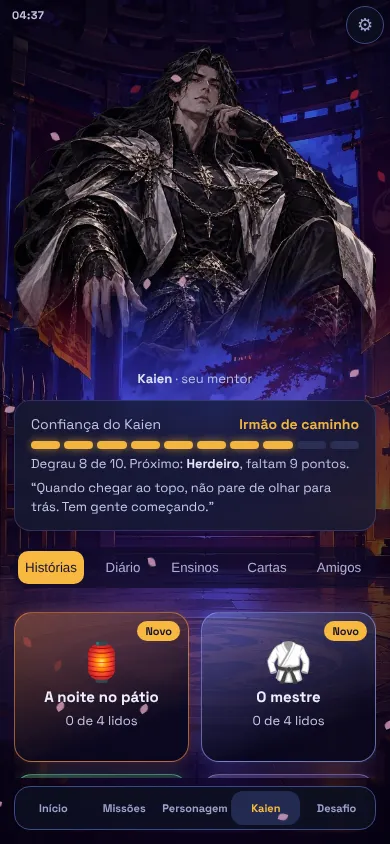 04:37
Kaien · seu mentor
Confiança do Kaien
Irmão de caminho
Degrau 8 de 10. Próximo: Herdeiro, faltam 9 pontos.
“Quando chegar ao topo, não pare de olhar para
trás. Tem gente começando.”
Histórias
Diário
Ensinos
Cartas
Amigos
Novo
A noite no pátio
0 de 4 lidos
Novo
O mestre
0 de 4 lidos
Início
Missões
Personagem
Kaien
Desafio